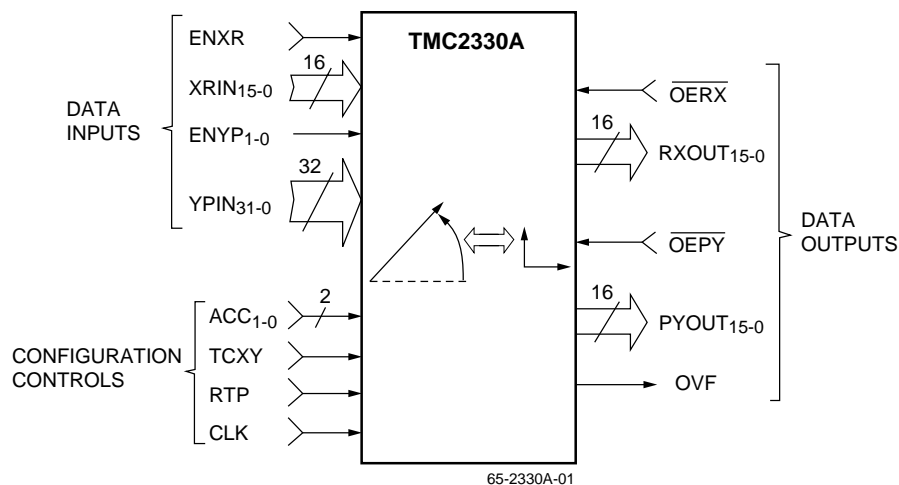 TMC2330A
DATA
INPUTS
ENXR
16
XRIN15-0
ENYP1-0
32
YPIN31-0
CONFIGURATION
CONTROLS
2
ACC1-0
TCXY
RTP
CLK
OERX
16
RXOUT15-0
OEPY
16
PYOUT15-0
OVF
DATA
OUTPUTS
65-2330A-01